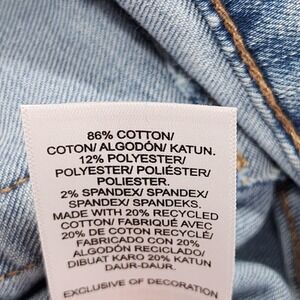 86% COTTON/
COTON/ ALGODÓN/ KATUN.
12% POLYESTER/
POLYESTER/ POLIÉSTER/
POLIESTER.
2% SPANDEX/ SPANDEX/
SPANDEX/ SPANDEKS.
MADE WITH 20% RECYCLED
COTTON/ FABRIQUÉ AVEC
20% DE COTON RECYCLÉ/
FABRICADO CON 20%
ALGODÓN RECICLADO/
DIBUAT KARO 20% KATUN
DAUR-DAUR.
EXCLUSIVE OF DECORATION